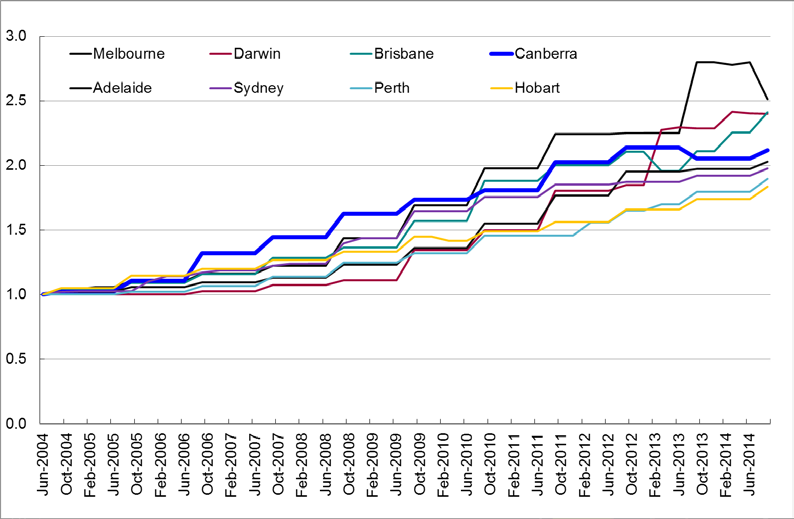 3.0
2.5
2.0
1.5
1.0
0.5
0.0
Melbourne Darwin Brisbane Canberra
Adelaide Sydney Perth Hobart
Jun-2004
Oct-2004
Feb-2005
Jun-2005
Oct-2005
Feb-2006
Jun-2006
Oct-2006
Feb-2007
Jun-2007
Oct-2007
Feb-2008
Jun-2008
Oct-2008
Feb-2009
Jun-2009
Oct-2009
Feb-2010
Jun-2010
Oct-2010
Feb-2011
Jun-2011
Oct-2011
Feb-2012
Jun-2012
Oct-2012
Feb-2013
Jun-2013
Oct-2013
Feb-2014
Jun-2014